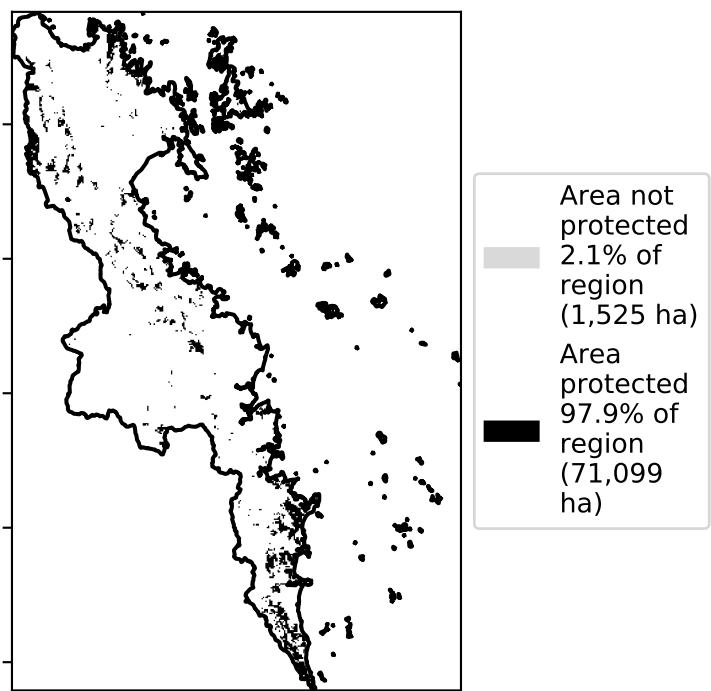 Area not
protected
2.1% of
region
(1,525 ha)
Area
protected
97.9% of
region
(71,099
ha)